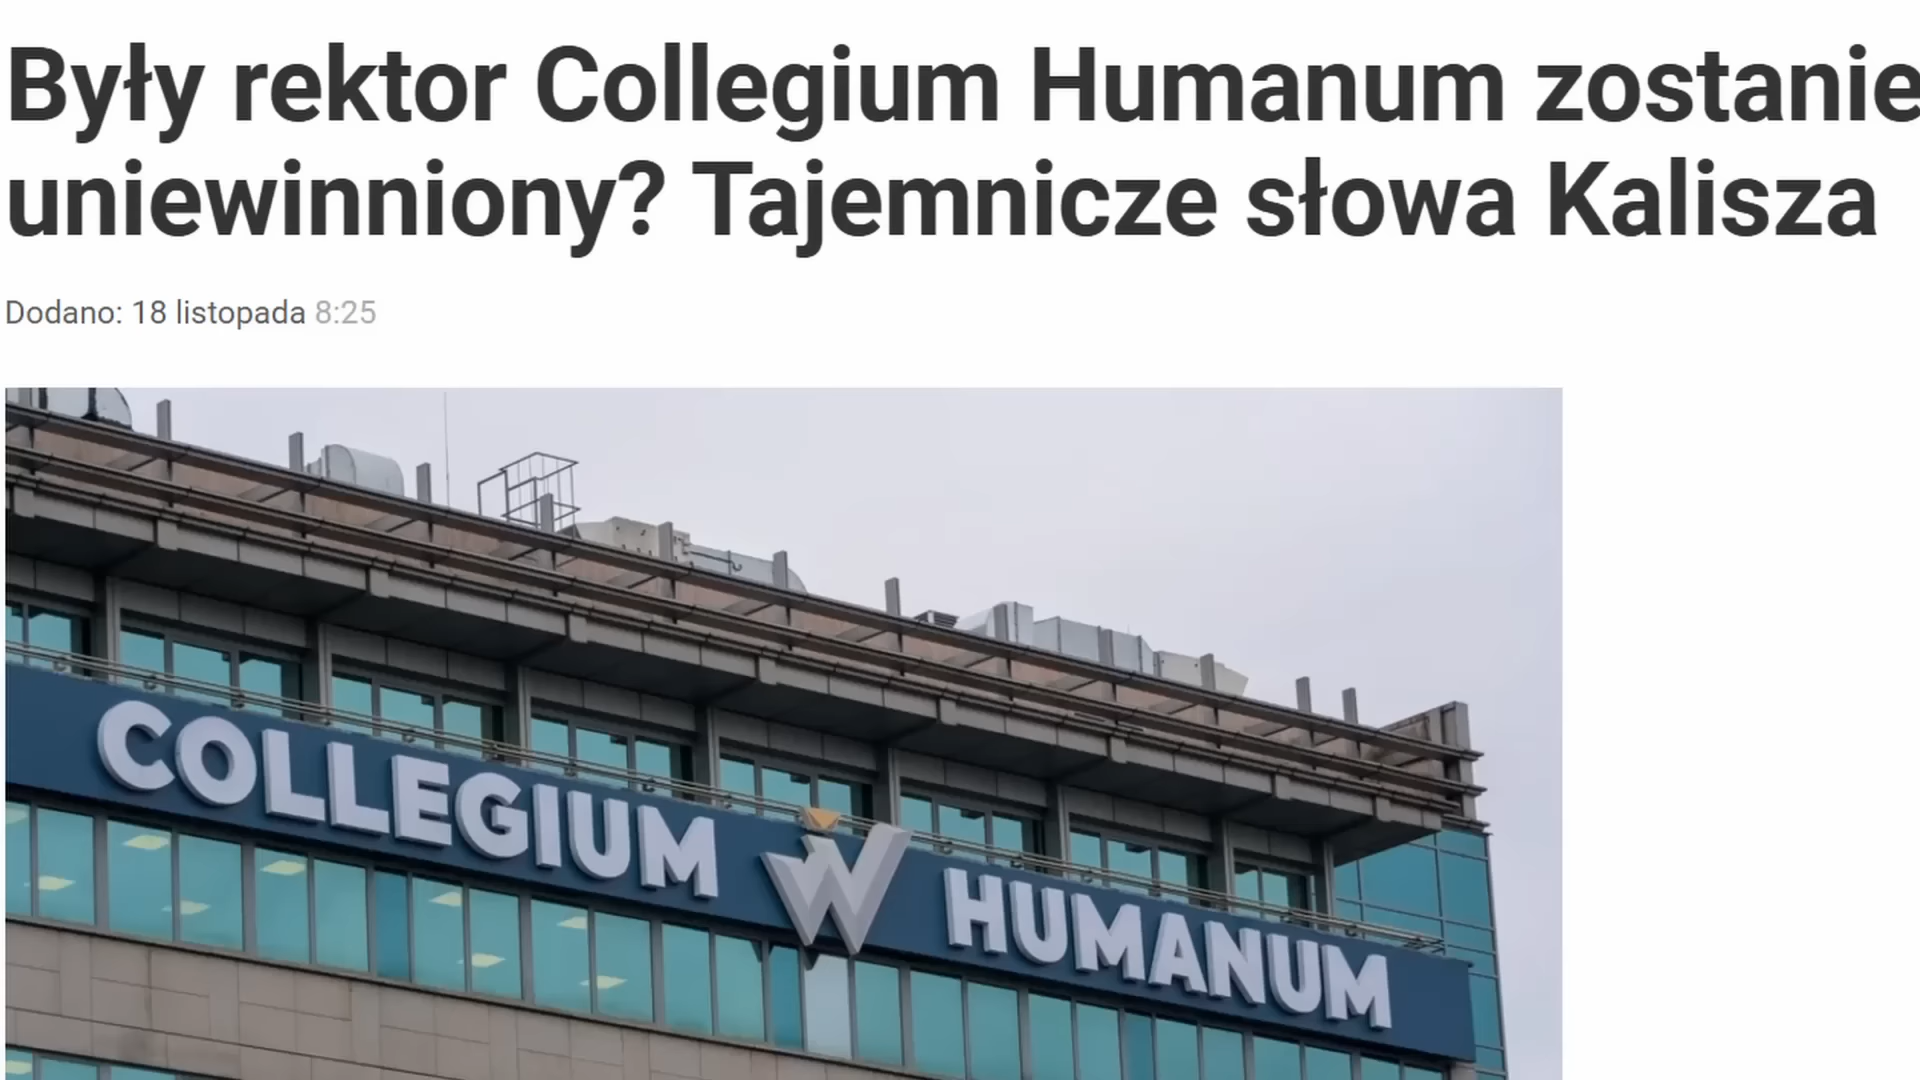 Były rektor Collegium Humanum zostanie
uniewinniony? Tajemnicze słowa Kalisza
Dodano: 18 listopada 8:25
COLLEGIUM HUMANUM